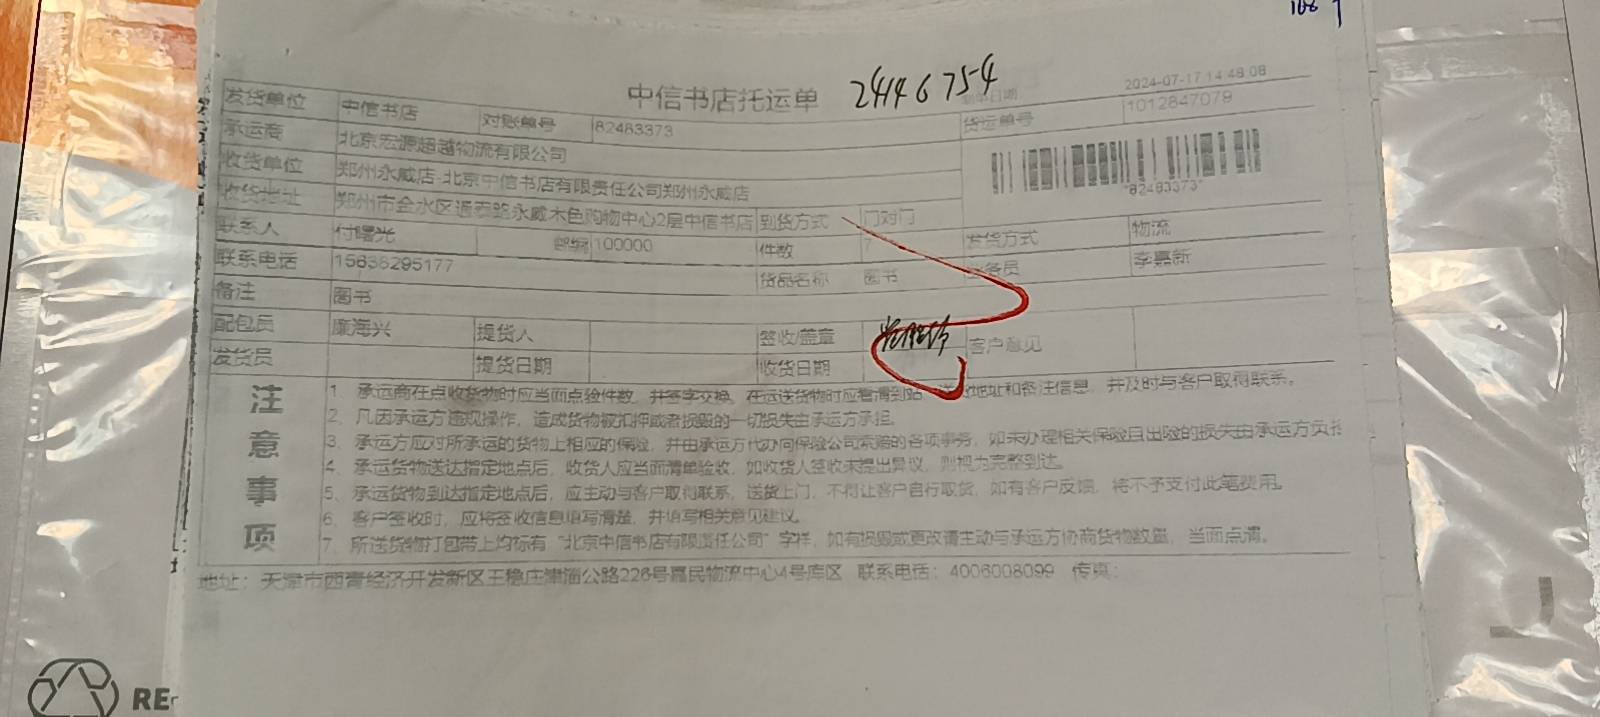 中信书店托运单 24146754
制单日期 2024-07-17 14:48:08
发货单位 中信书店 对账单号 82483373 货运单号 1012847079
承运商 北京宏源超越物流有限公司
收货单位 郑州永威店-北京中信书店有限责任公司郑州永威店
"82483373"
收货地址 郑州市金水区通泰路永威木色购物中心2层中信书店 到货方式 门对门
联系人 付曙光 邮编 100000 件数 7 发货方式 物流
联系电话 15638295177 货品名称 图书 业务员 李嘉新
备注 图书
配包员 廉海兴 提货人 签收/盖章 客户意见
发货员 提货日期 收货日期
注意事项
1、承运商在点收货物时应当面点验件数，并签字交换，在运送货物时应看清到站、送货地址和备注信息，并及时与客户取得联系。
2、凡因承运方违规操作，造成货物被扣押或者损毁的一切损失由承运方承担。
3、承运方应对所承运的货物上相应的保险，并由承运方代办向保险公司索赔的各项事务，如未办理相关保险且出险的损失由承运方负担
4、承运货物送达指定地点后，收货人应当面清单验收，如收货人签收未提出异议，则视为完整到达。
5、承运货物到达指定地点后，应主动与客户取得联系，送货上门，不得让客户自行取货，如有客户反馈，将不予支付此笔费用。
6、客户签收时，应将签收信息填写清楚，并填写相关意见建议。
7、所送货物打包带上均标有“北京中信书店有限责任公司”字样，如有损毁或更改请主动与承运方协商货物数量，当面点清。
地址：天津市西青经济开发新区王稳庄津淄公路226号嘉民物流中心4号库区 联系电话：4006008099 传真：
RE